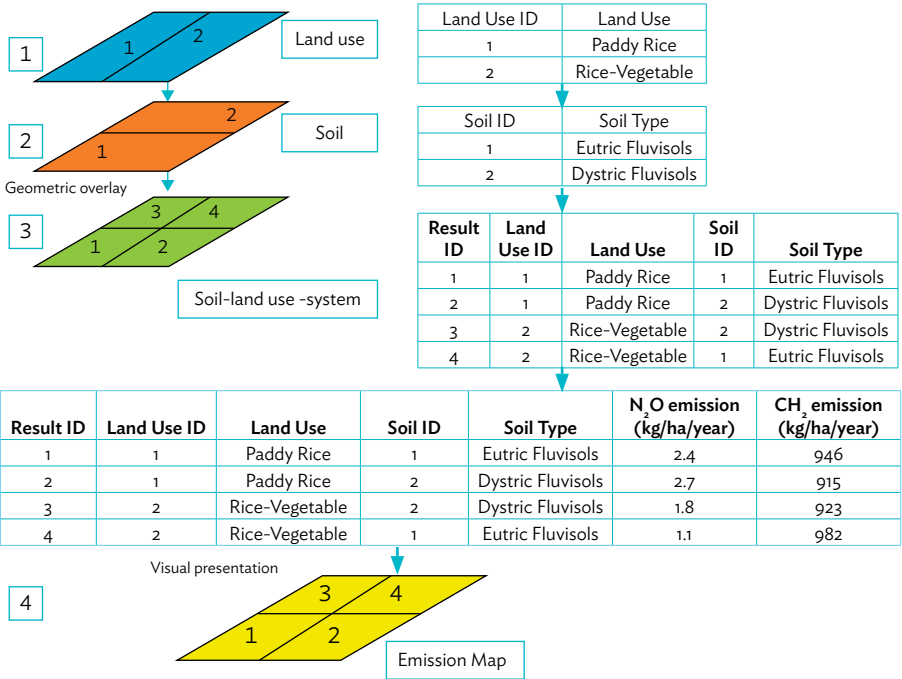 1
1
2
Land use
2
2
1
Soil
Geometric overlay
3
3 4
1 2
Soil-land use -system
Land Use ID Land Use
1 Paddy Rice
2 Rice-Vegetable
Soil ID Soil Type
1 Eutric Fluvisols
2 Dystric Fluvisols
Result Land Soil
ID Use ID Land Use ID Soil Type
1 1 Paddy Rice 1 Eutric Fluvisols
2 1 Paddy Rice 2 Dystric Fluvisols
3 2 Rice-Vegetable 2 Dystric Fluvisols
4 2 Rice-Vegetable 1 Eutric Fluvisols
N₂O emission CH₂ emission
Result ID Land Use ID Land Use Soil ID Soil Type (kg/ha/year) (kg/ha/year)
1 1 Paddy Rice 1 Eutric Fluvisols 2.4 946
2 1 Paddy Rice 2 Dystric Fluvisols 2.7 915
3 2 Rice-Vegetable 2 Dystric Fluvisols 1.8 923
4 2 Rice-Vegetable 1 Eutric Fluvisols 1.1 982
Visual presentation
4
3 4
1 2
Emission Map